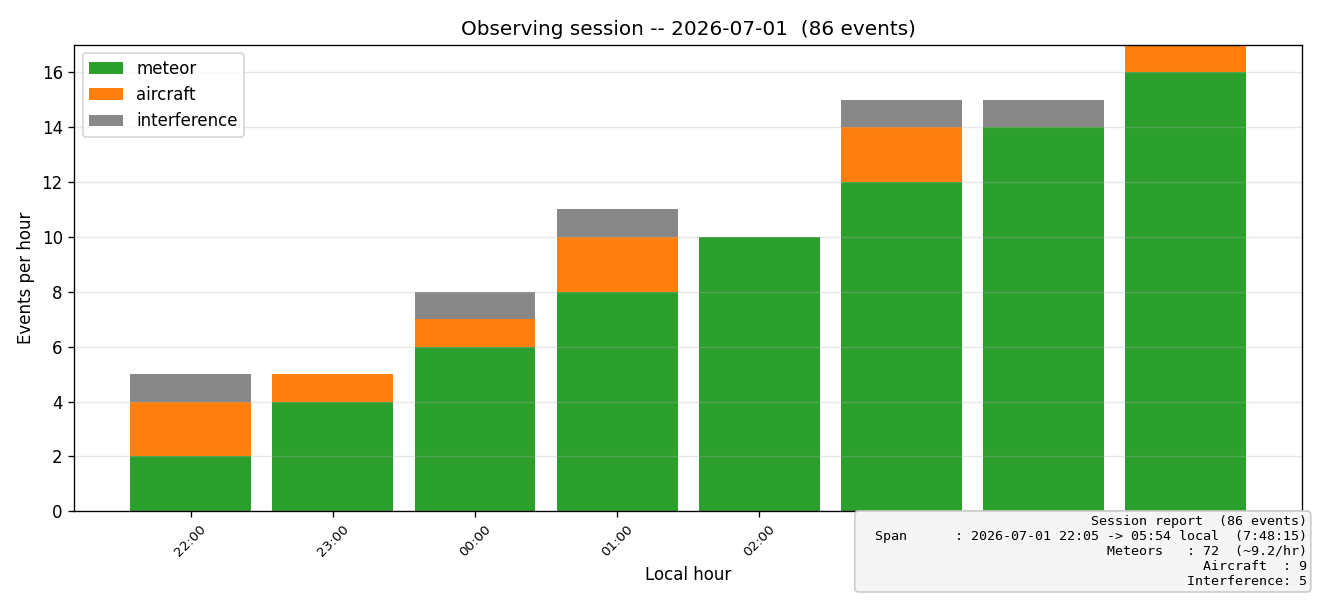 Observing session -- 2026-07-01  (86 events)
meteor
aircraft
interference
Events per hour
16
14
12
10
8
6
4
2
0
22:00
23:00
00:00
01:00
02:00
Local hour
Session report  (86 events)
Span      : 2026-07-01 22:05 -> 05:54 local  (7:48:15)
Meteors   : 72  (~9.2/hr)
Aircraft  : 9
Interference: 5